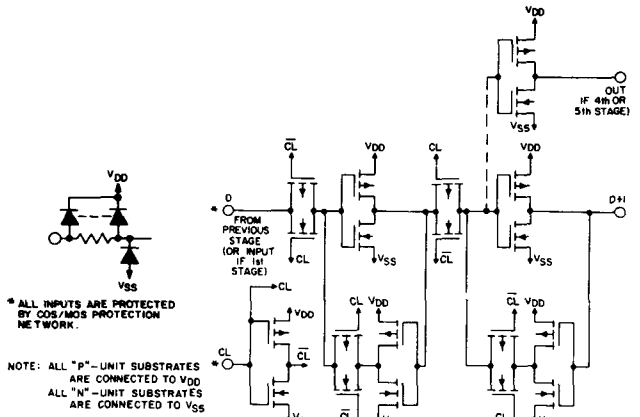 VDD
OUT
IF 4th OR
5th STAGE)
VSS
CL
VDD
CL
VDD
VDD
* D
D+1
FROM
PREVIOUS
STAGE
(OR INPUT
IF 1st
STAGE)
CL
VSS
CL
VSS
VSS
* ALL INPUTS ARE PROTECTED
BY COS/MOS PROTECTION
NETWORK.
CL
VDD
CL
VDD
CL
VDD
* CL
CL
NOTE: ALL "P"-UNIT SUBSTRATES
ARE CONNECTED TO VDD
ALL "N"-UNIT SUBSTRATES
ARE CONNECTED TO VSS
CL
CL